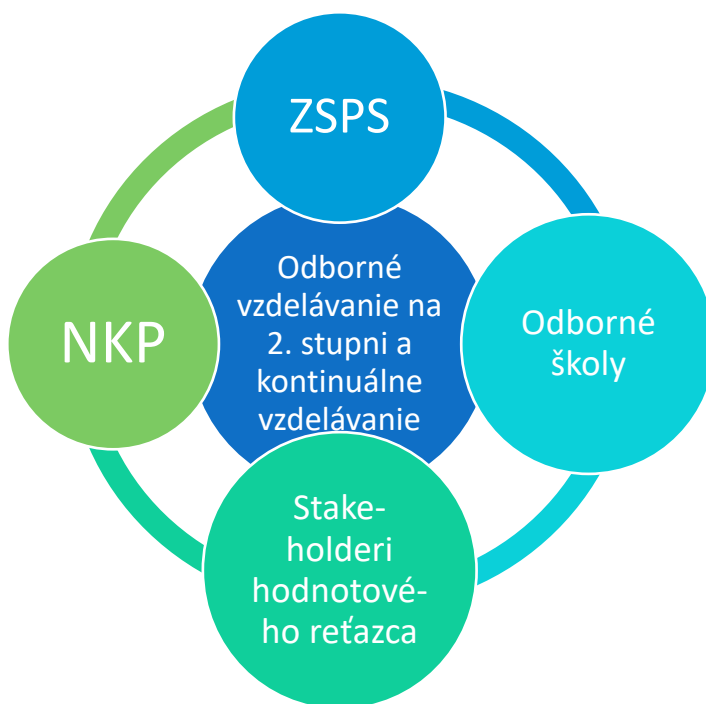 ZSPS
Odborné
vzdelávanie na
2. stupni a
kontinuálne
vzdelávanie
NKP
Odborné
školy
Stake-
holderi
hodnotové-
ho reťazca